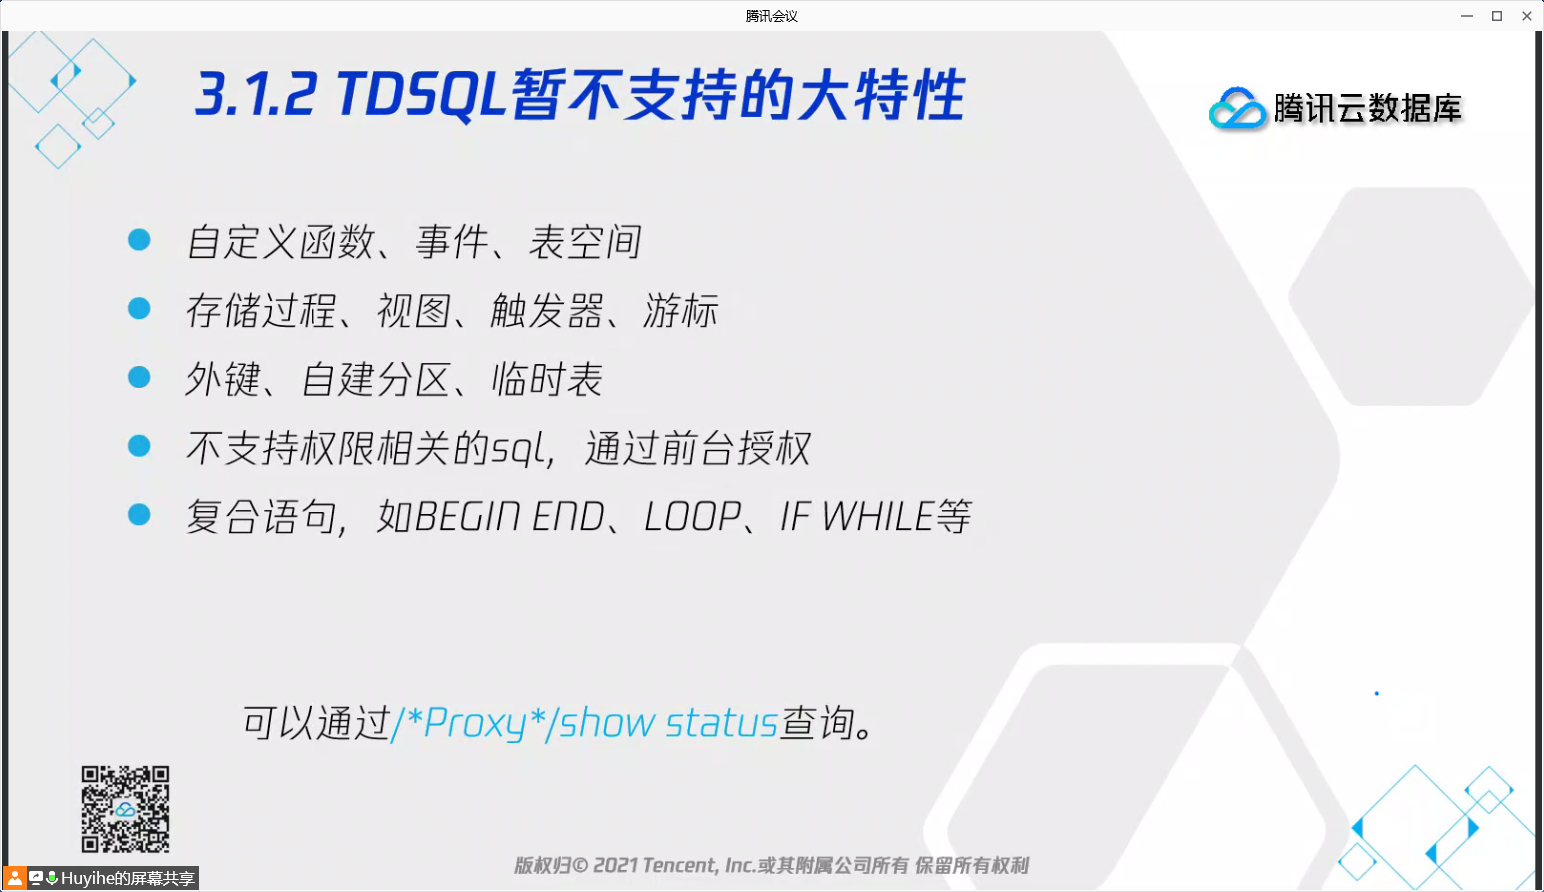 腾讯会议
3.1.2 TDSQL暂不支持的大特性
腾讯云数据库
自定义函数、事件、表空间
存储过程、视图、触发器、游标
外键、自建分区、临时表
不支持权限相关的sql，通过前台授权
复合语句，如BEGIN END、LOOP、IF WHILE等
可以通过/*Proxy*/show status查询。
版权归© 2021 Tencent, Inc.或其附属公司所有 保留所有权利
Huyihe的屏幕共享